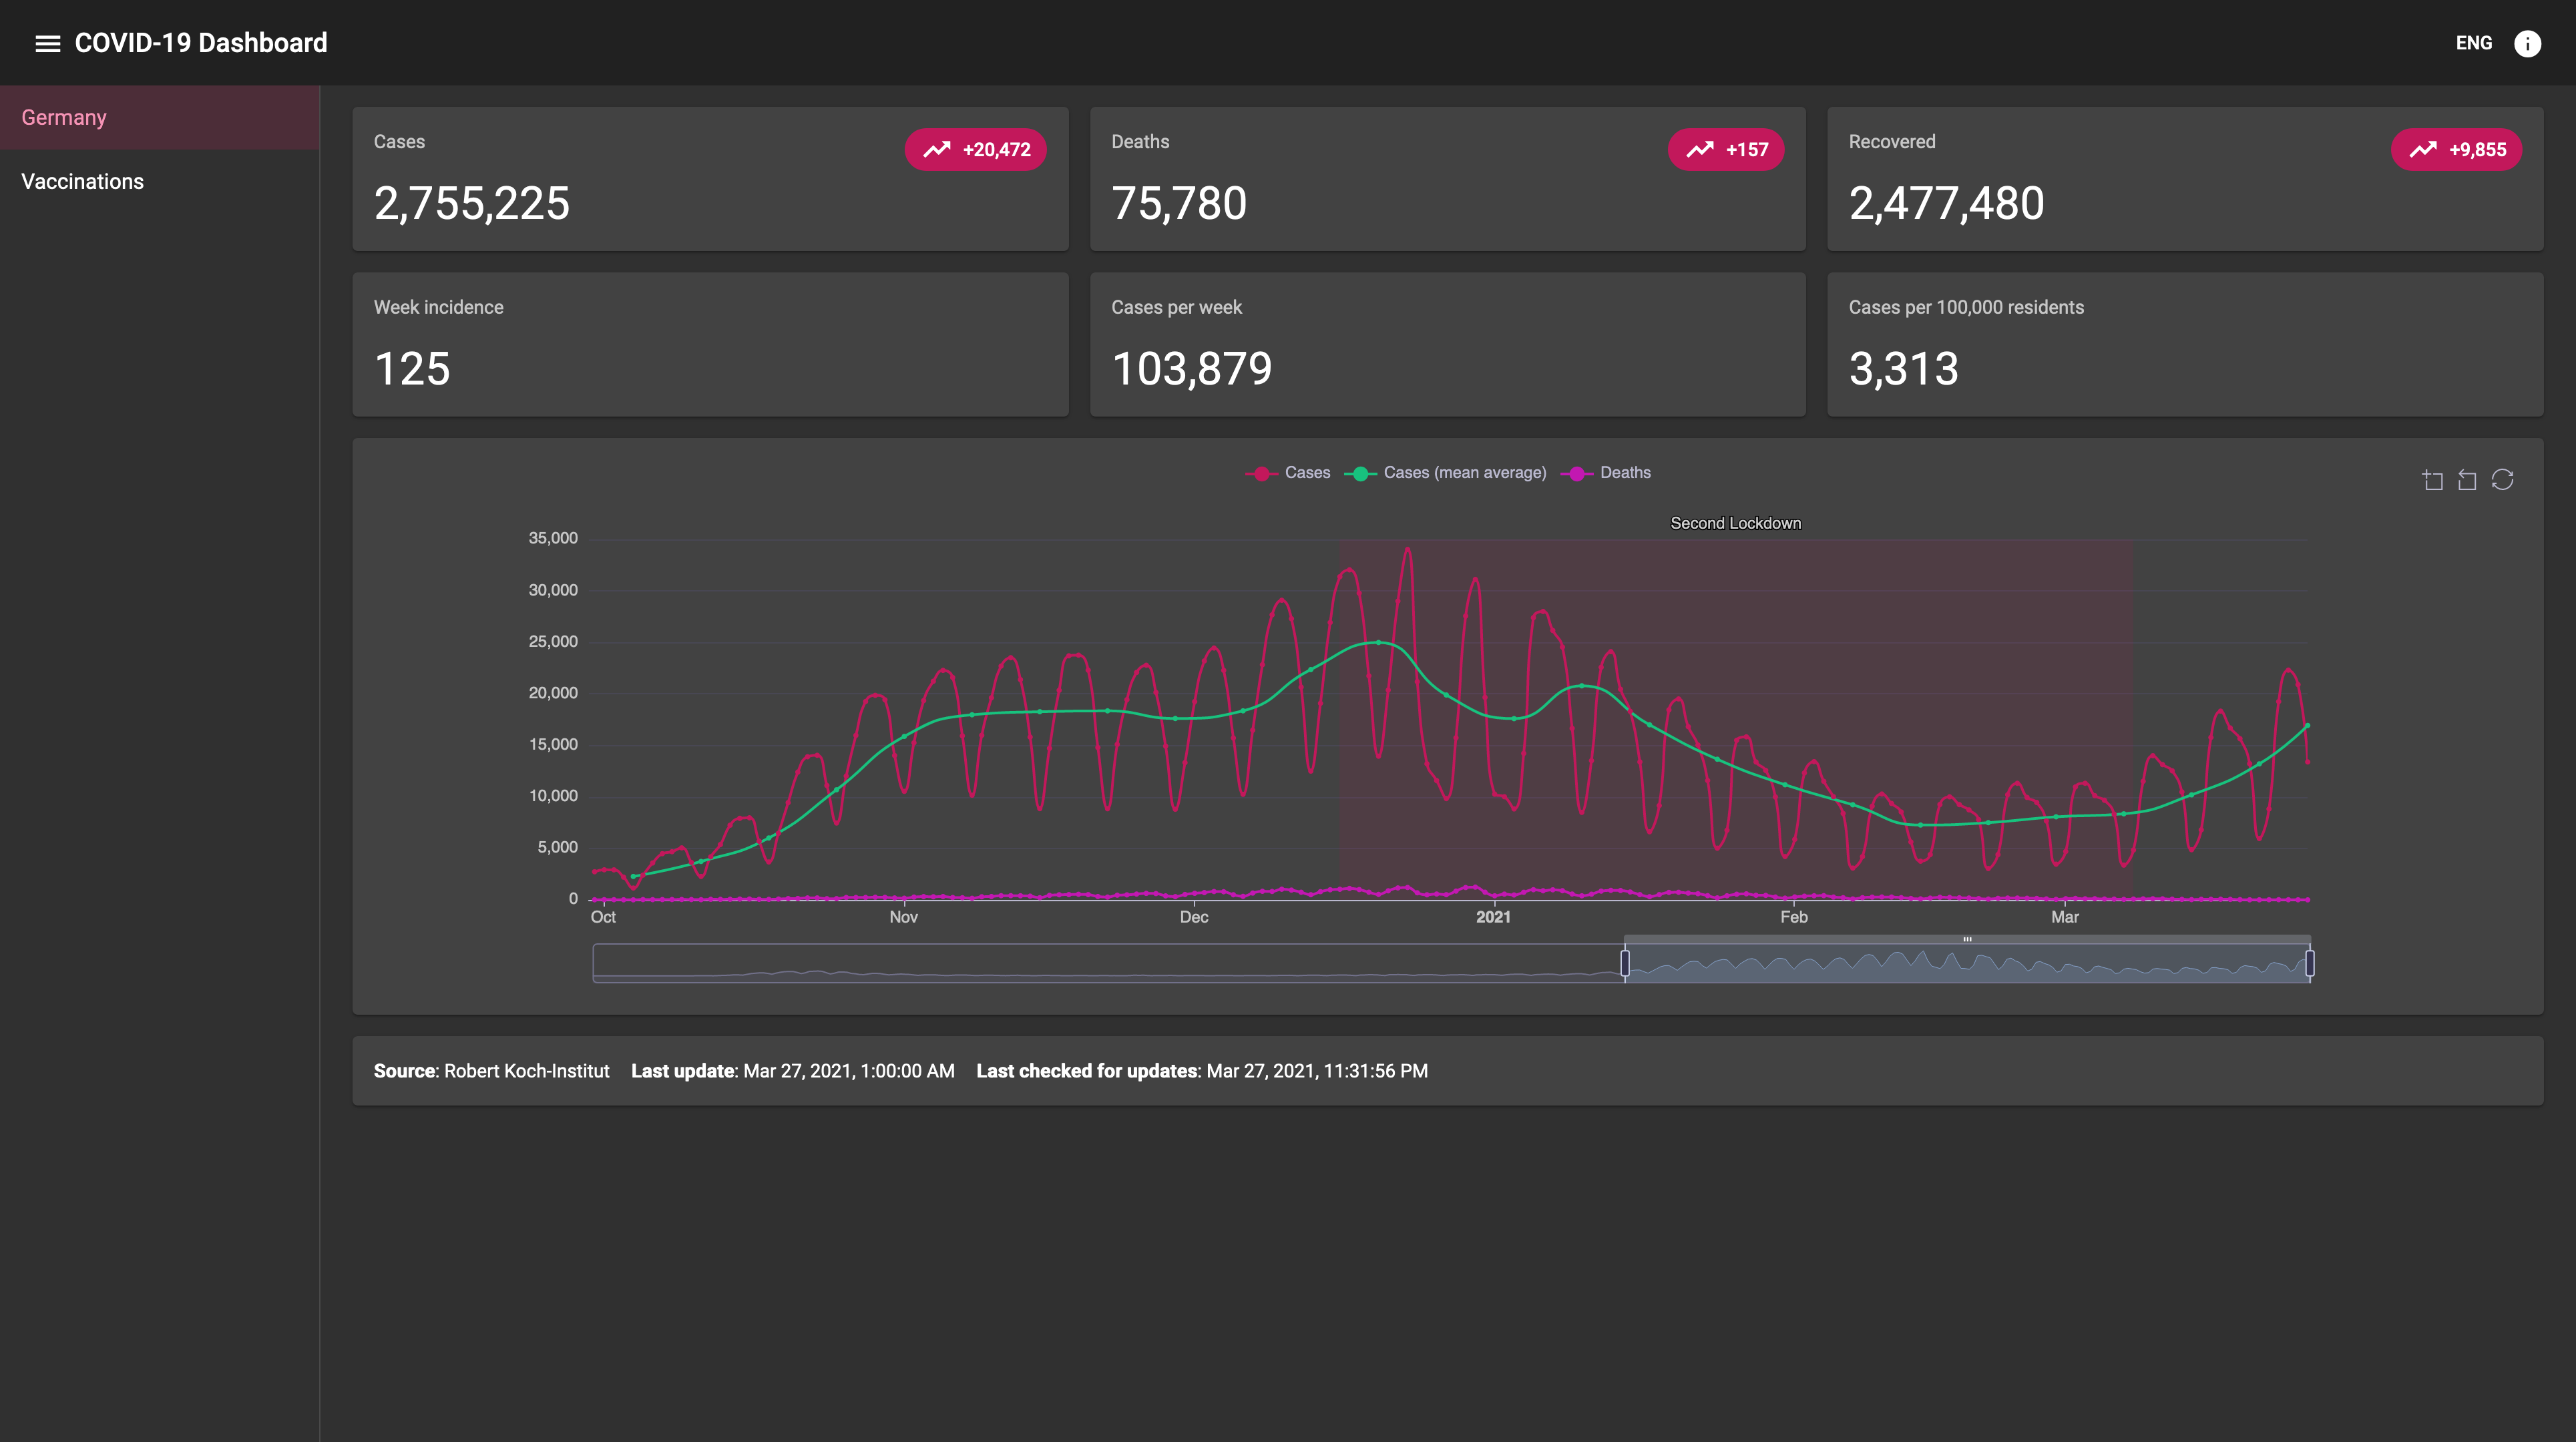 COVID-19 Dashboard
ENG
Germany
Vaccinations
Cases
+20,472
2,755,225
Deaths
+157
75,780
Recovered
+9,855
2,477,480
Week incidence
125
Cases per week
103,879
Cases per 100,000 residents
3,313
Cases Cases (mean average) Deaths
Second Lockdown
35,000
30,000
25,000
20,000
15,000
10,000
5,000
0
Oct Nov Dec 2021 Feb Mar
Source: Robert Koch-Institut Last update: Mar 27, 2021, 1:00:00 AM Last checked for updates: Mar 27, 2021, 11:31:56 PM